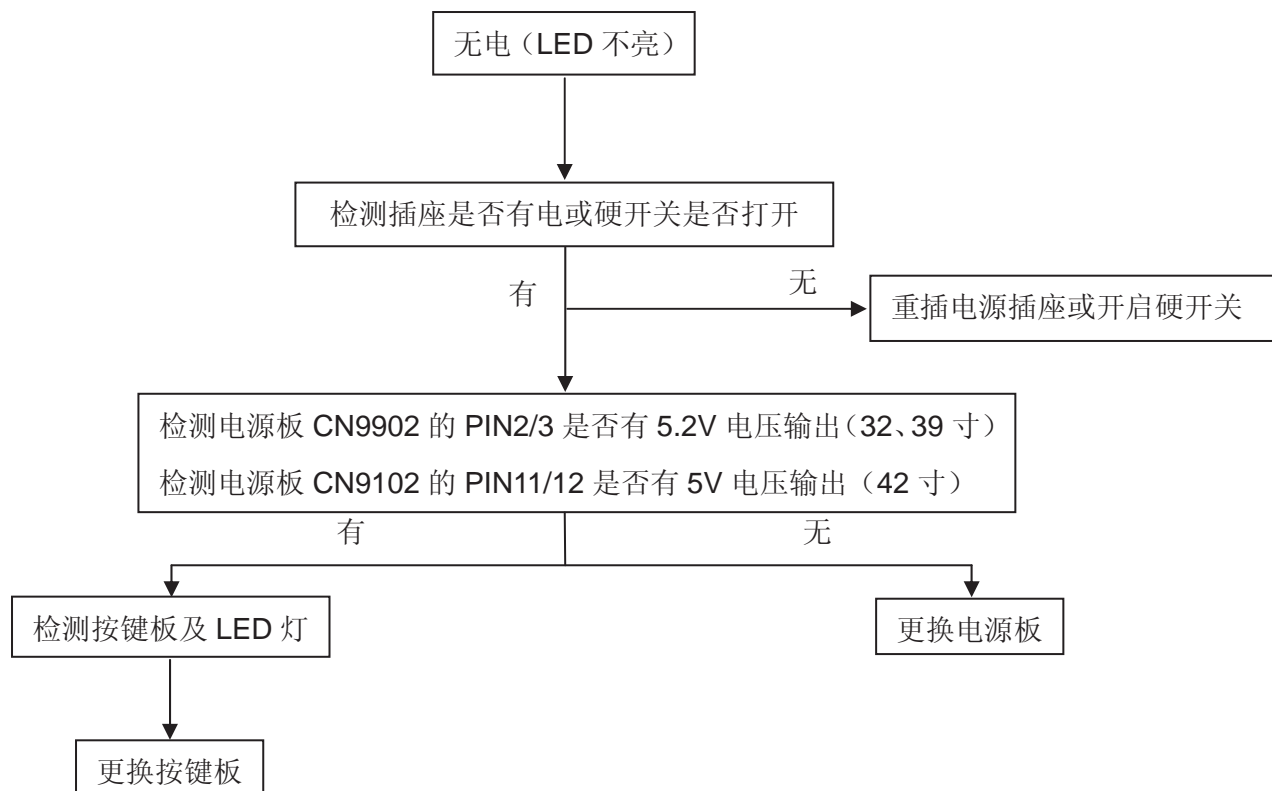 无电（LED 不亮）
检测插座是否有电或硬开关是否打开
有
无
重插电源插座或开启硬开关
检测电源板 CN9902 的 PIN2/3 是否有 5.2V 电压输出（32、39 寸）
检测电源板 CN9102 的 PIN11/12 是否有 5V 电压输出（42 寸）
有
无
检测按键板及 LED 灯
更换电源板
更换按键板